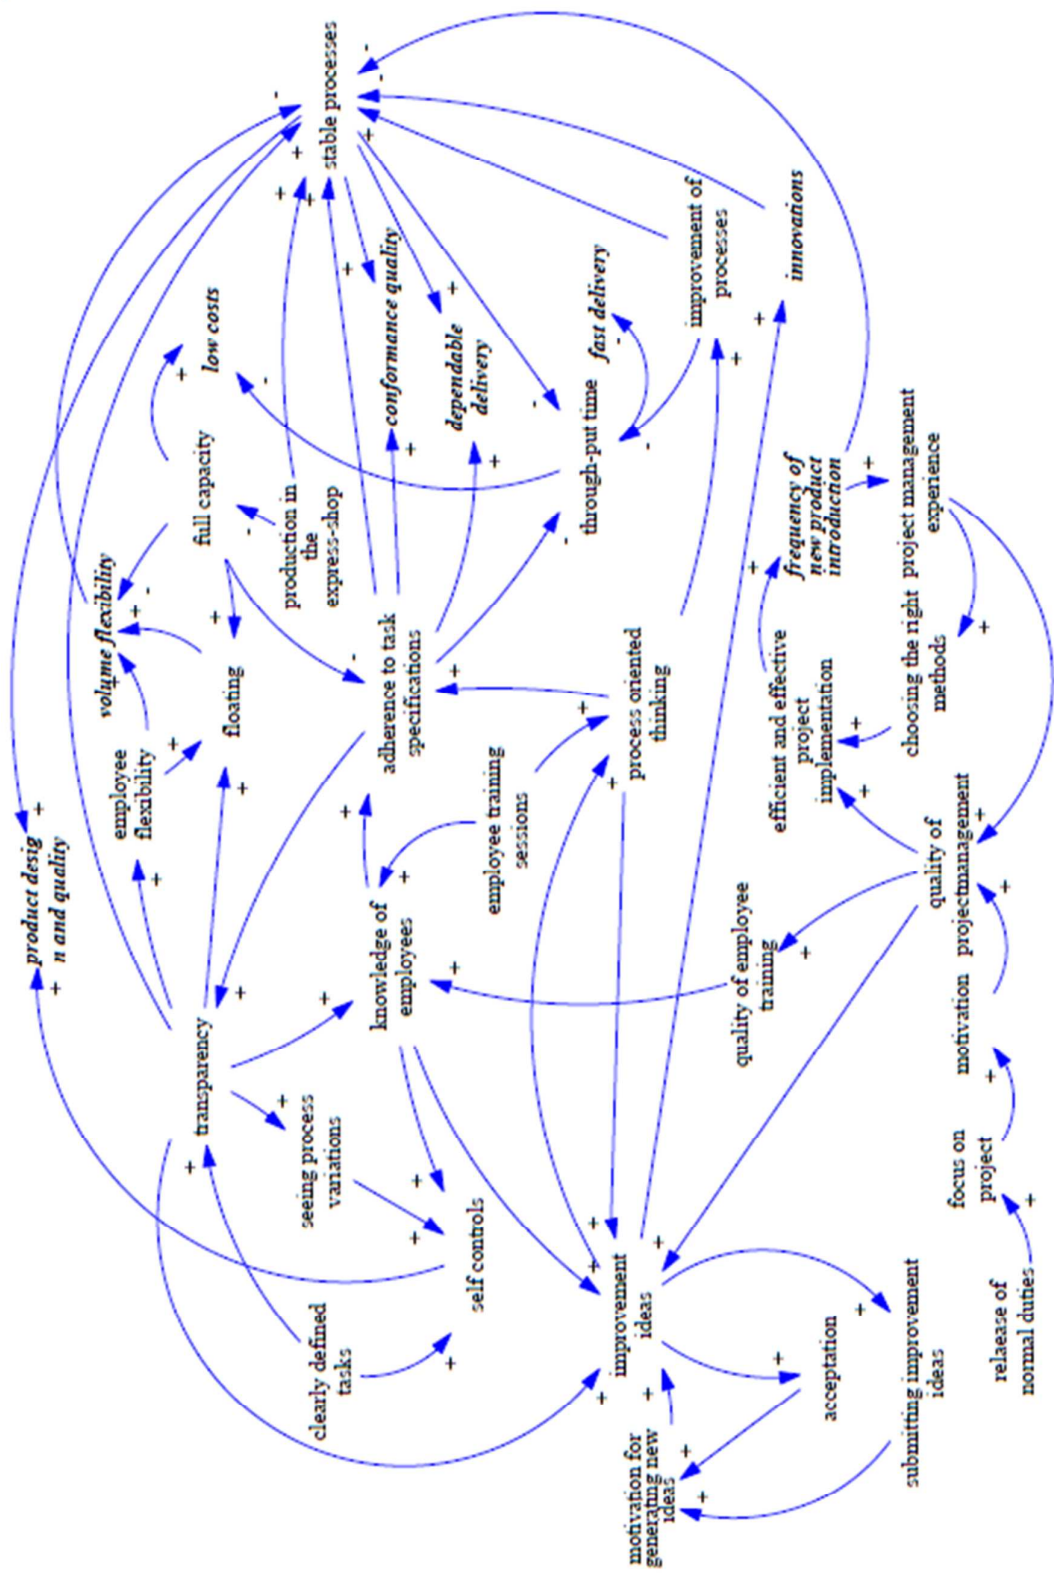 product desig
n and quality
volume flexibility
employee
flexibility
transparency
floating
full capacity
low costs
stable processes
clearly defined
tasks
seeing process
variations
production in
the
express-shop
knowledge of
employees
adherence to task
specifications
conformance quality
dependable
delivery
self controls
employee training
sessions
through-put time
fast delivery
improvement
ideas
process oriented
thinking
improvement of
processes
motivation for
generating new
ideas
quality of employee
training
efficient and effective
project
implementation
frequency of
new product
introduction
innovations
acceptation
submitting improvement
ideas
choosing the right
methods
project management
experience
quality of
projectmanagement
motivation
focus on
project
relaease of
normal duties